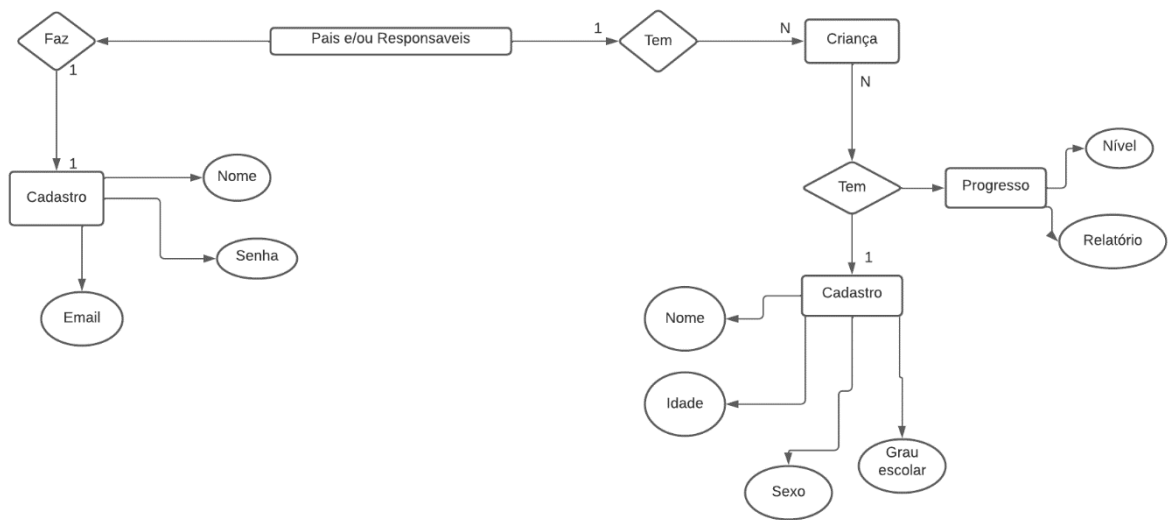 Faz
Pais e/ou Responsaveis
1
Tem
N
Criança
1
N
1
Cadastro
Nome
Senha
Email
Tem
Progresso
Nível
Relatório
1
Cadastro
Nome
Idade
Sexo
Grau
escolar